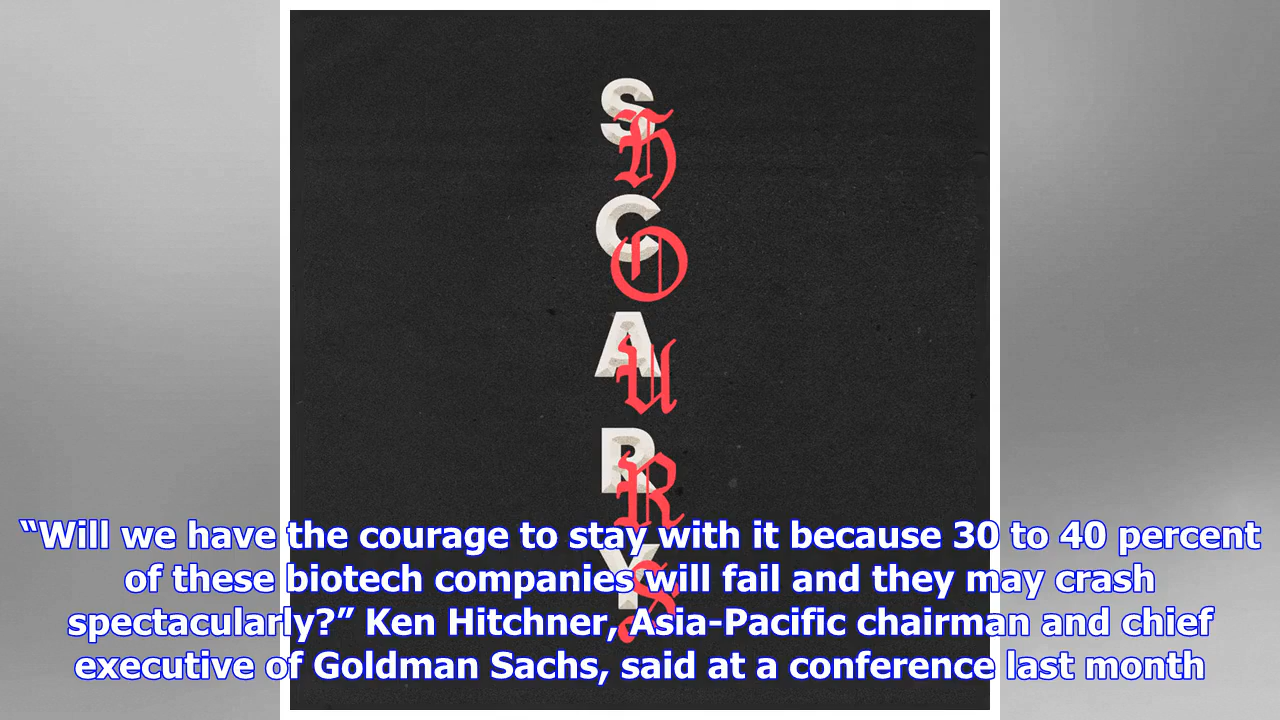 SCARY
HOURS
“Will we have the courage to stay with it because 30 to 40 percent
of these biotech companies will fail and they may crash
spectacularly?” Ken Hitchner, Asia-Pacific chairman and chief
executive of Goldman Sachs, said at a conference last month